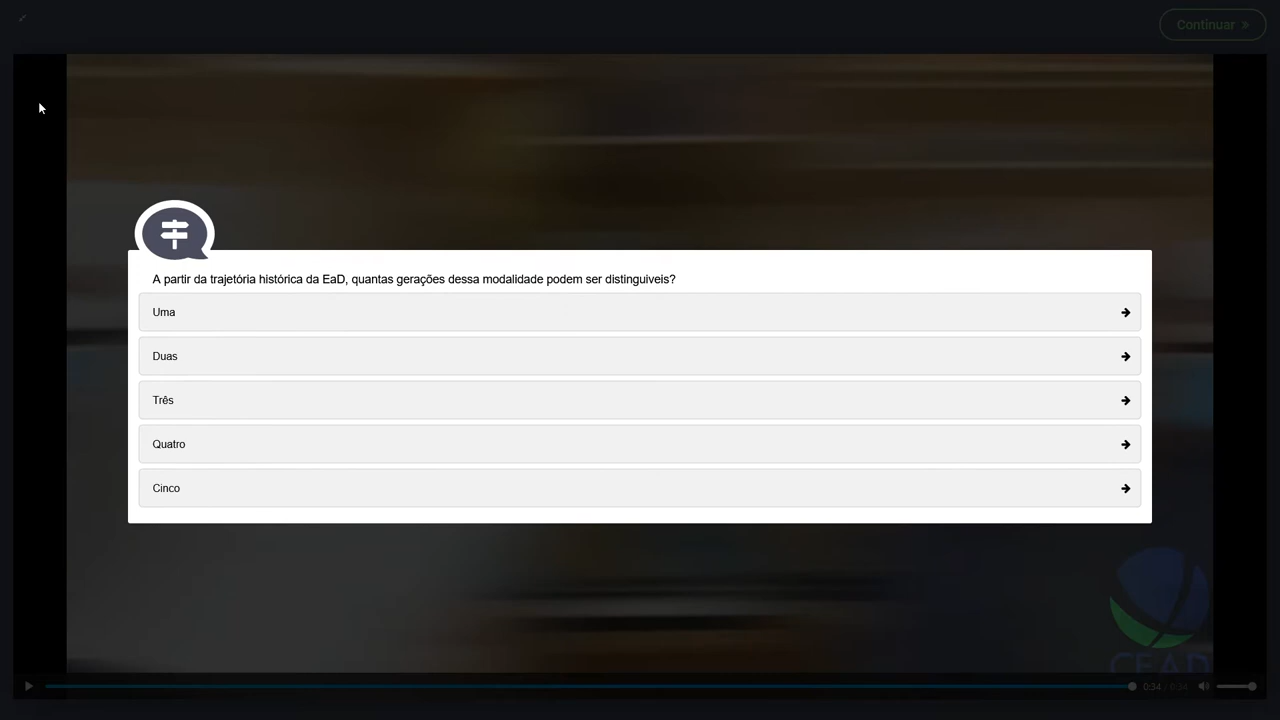 Continuar »
A partir da trajetória histórica da EaD, quantas gerações dessa modalidade podem ser distinguiveis?
Uma
Duas
Três
Quatro
Cinco
CEAD
0:34 / 0:34